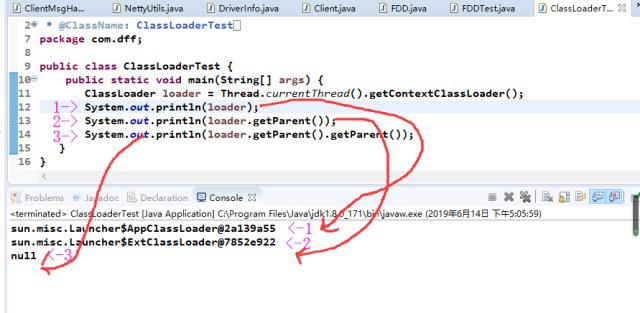 ClientMsgHa...
NettyUtils.java
DriverInfo.java
Client.java
FDD.java
FDDTest.java
ClassLoaderT...
2 * @ClassName: ClassLoaderTest
7 package com.dff;
8
9 public class ClassLoaderTest {
10 public static void main(String[] args) {
11 ClassLoader loader = Thread.currentThread().getContextClassLoader();
12 1-> System.out.println(loader);
13 2-> System.out.println(loader.getParent());
14 3-> System.out.println(loader.getParent().getParent());
15 }
16 }
Problems @ Javadoc Declaration Console
<terminated> ClassLoaderTest [Java Application] C:\Program Files\Java\jdk1.8.0_171\bin\javaw.exe (2019年6月14日 下午5:05:59)
sun.misc.Launcher$AppClassLoader@2a139a55 <-1
sun.misc.Launcher$ExtClassLoader@7852e922 <-2
null <-3